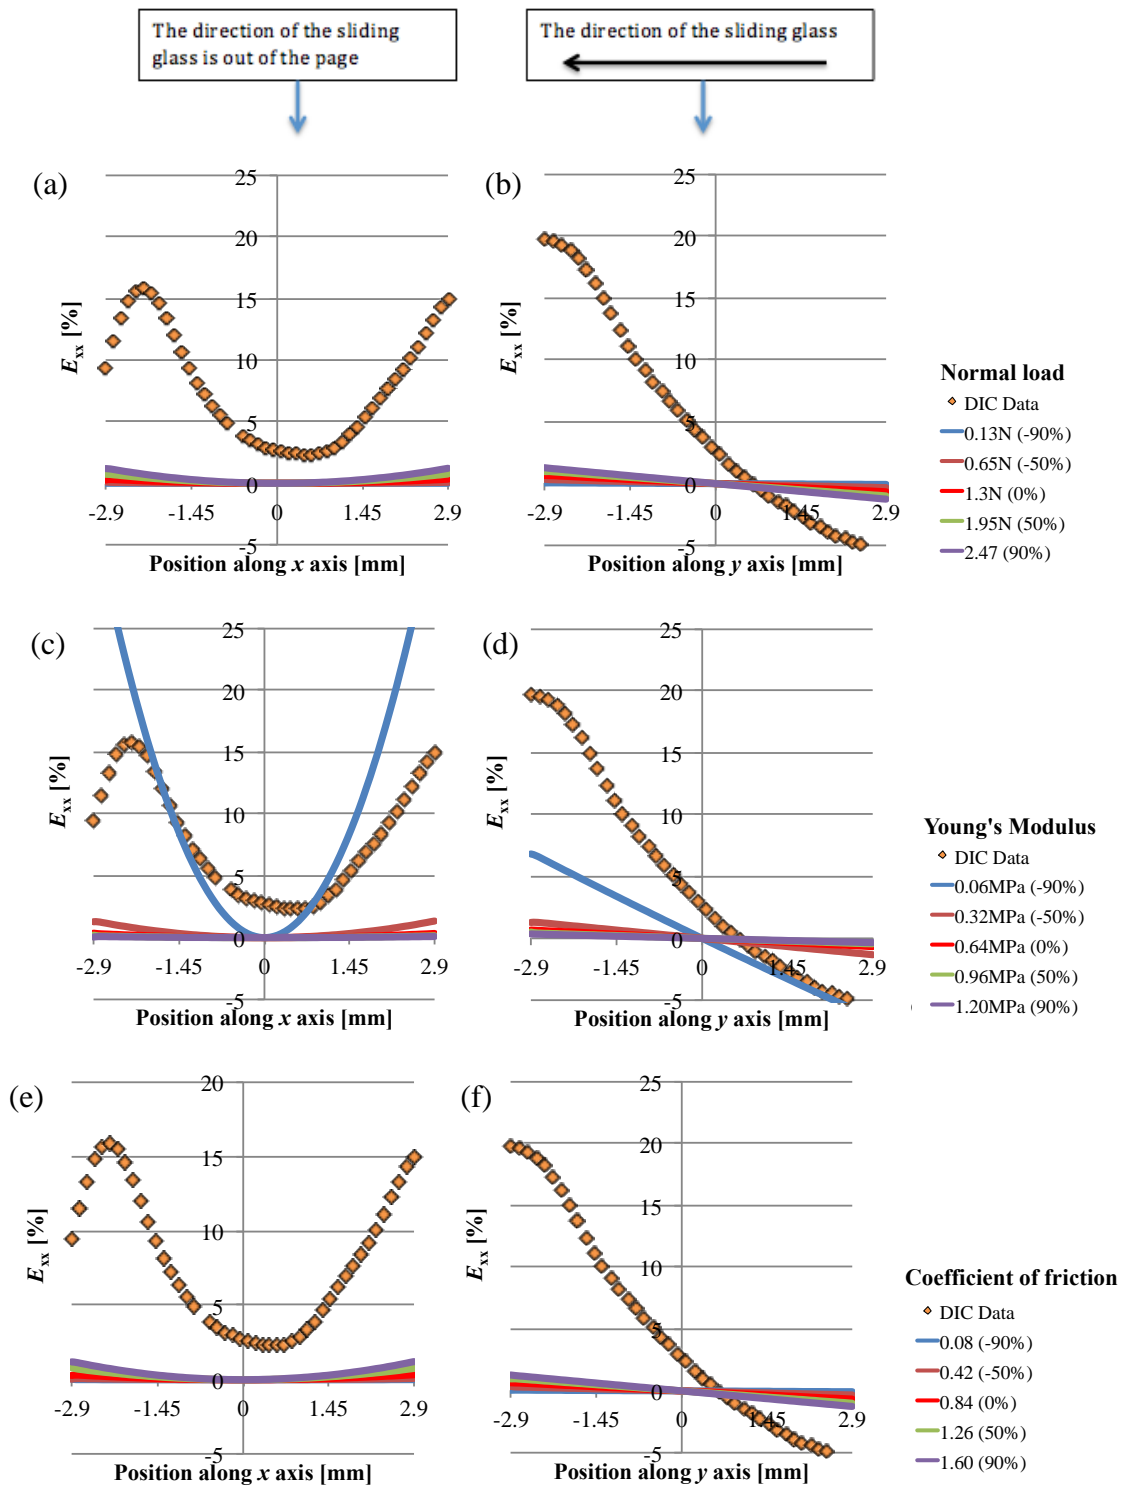 The direction of the sliding
glass is out of the page
The direction of the sliding glass
(a)
25
20
15
10
5
0
-5
-2.9
-1.45
0
1.45
2.9
E xx [%]
Position along x axis [mm]
(b)
25
20
15
10
5
0
-5
-2.9
-1.45
0
1.45
2.9
E xx [%]
Position along y axis [mm]
Normal load
DIC Data
0.13N (-90%)
0.65N (-50%)
1.3N (0%)
1.95N (50%)
2.47 (90%)
(c)
25
20
15
10
5
0
-5
-2.9
-1.45
0
1.45
2.9
E xx [%]
Position along x axis [mm]
(d)
25
20
15
10
5
0
-5
-2.9
-1.45
0
1.45
2.9
E xx [%]
Position along y axis [mm]
Young's Modulus
DIC Data
0.06MPa (-90%)
0.32MPa (-50%)
0.64MPa (0%)
0.96MPa (50%)
1.20MPa (90%)
(e)
20
15
10
5
0
-5
-2.9
-1.45
0
1.45
2.9
E xx [%]
Position along x axis [mm]
(f)
25
20
15
10
5
0
-5
-2.9
-1.45
0
1.45
2.9
E xx [%]
Position along y axis [mm]
Coefficient of friction
DIC Data
0.08 (-90%)
0.42 (-50%)
0.84 (0%)
1.26 (50%)
1.60 (90%)